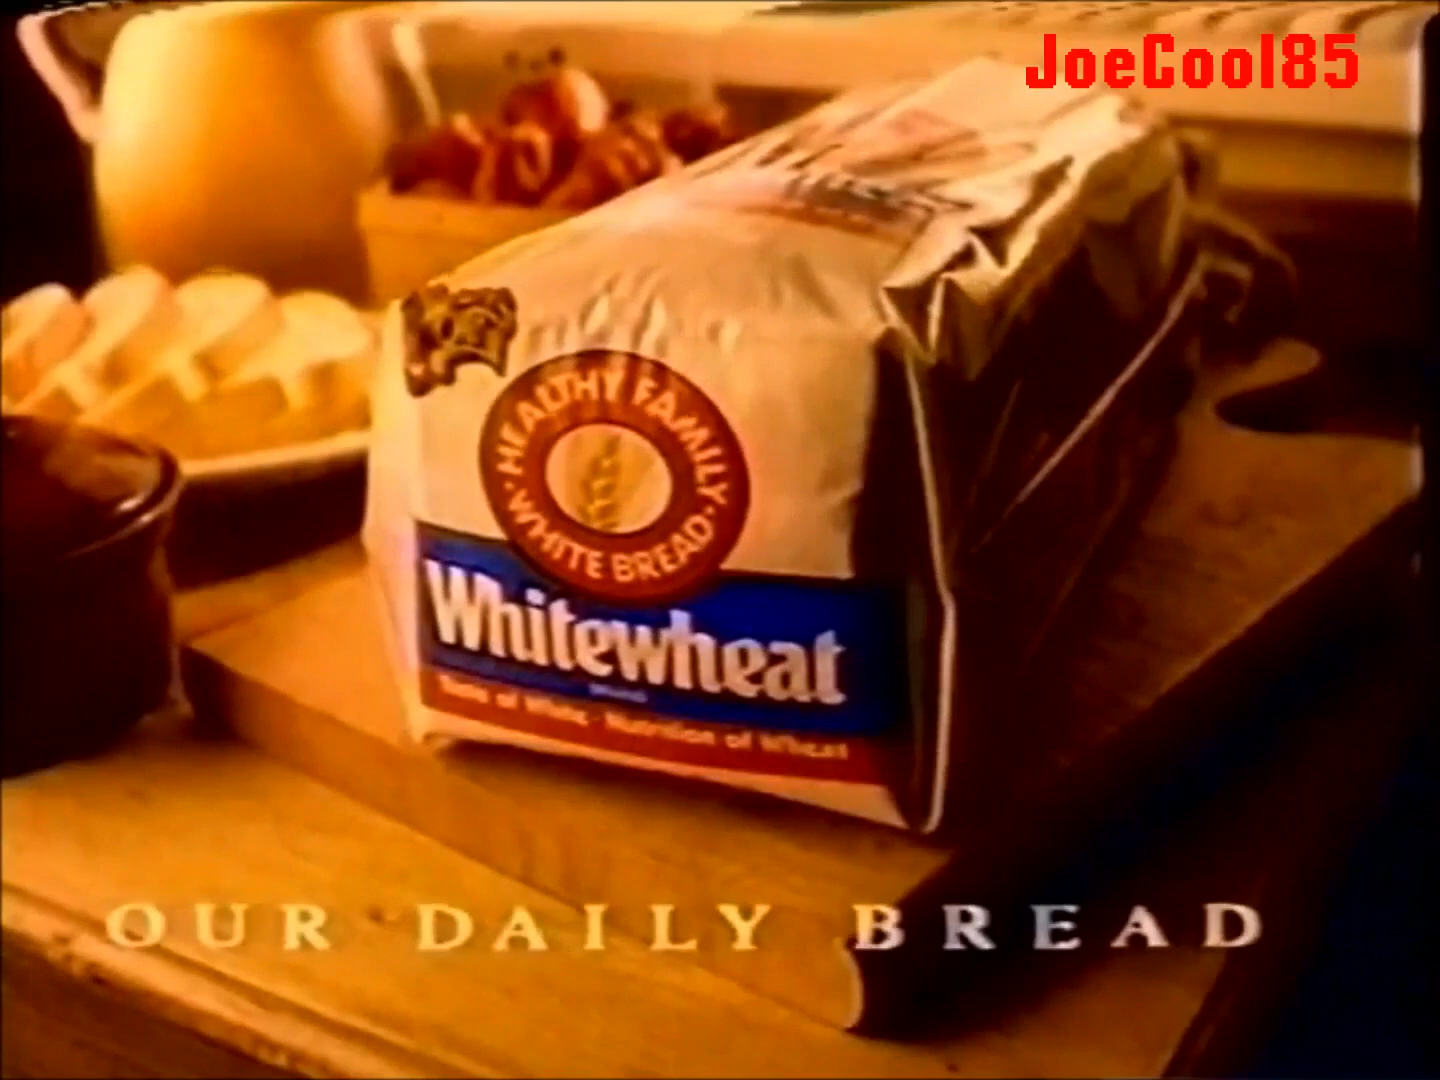 JoeCool85
HEALTHY FAMILY
WHITE BREAD
Whitewheat
Taste of White · Nutrition of Wheat
OUR DAILY BREAD